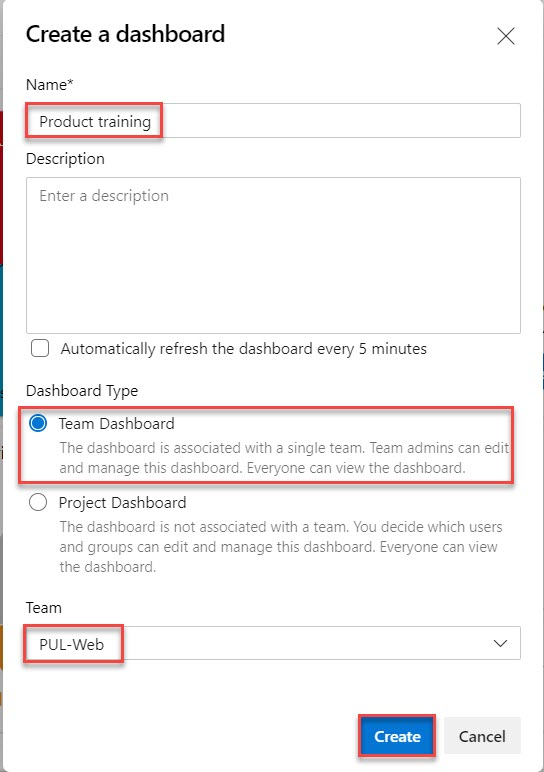 Create a dashboard
Name*
Product training
Description
Enter a description
Automatically refresh the dashboard every 5 minutes
Dashboard Type
Team Dashboard
The dashboard is associated with a single team. Team admins can edit
and manage this dashboard. Everyone can view the dashboard.
Project Dashboard
The dashboard is not associated with a team. You decide which users
and groups can edit and manage this dashboard. Everyone can view
the dashboard.
Team
PUL-Web
Create
Cancel